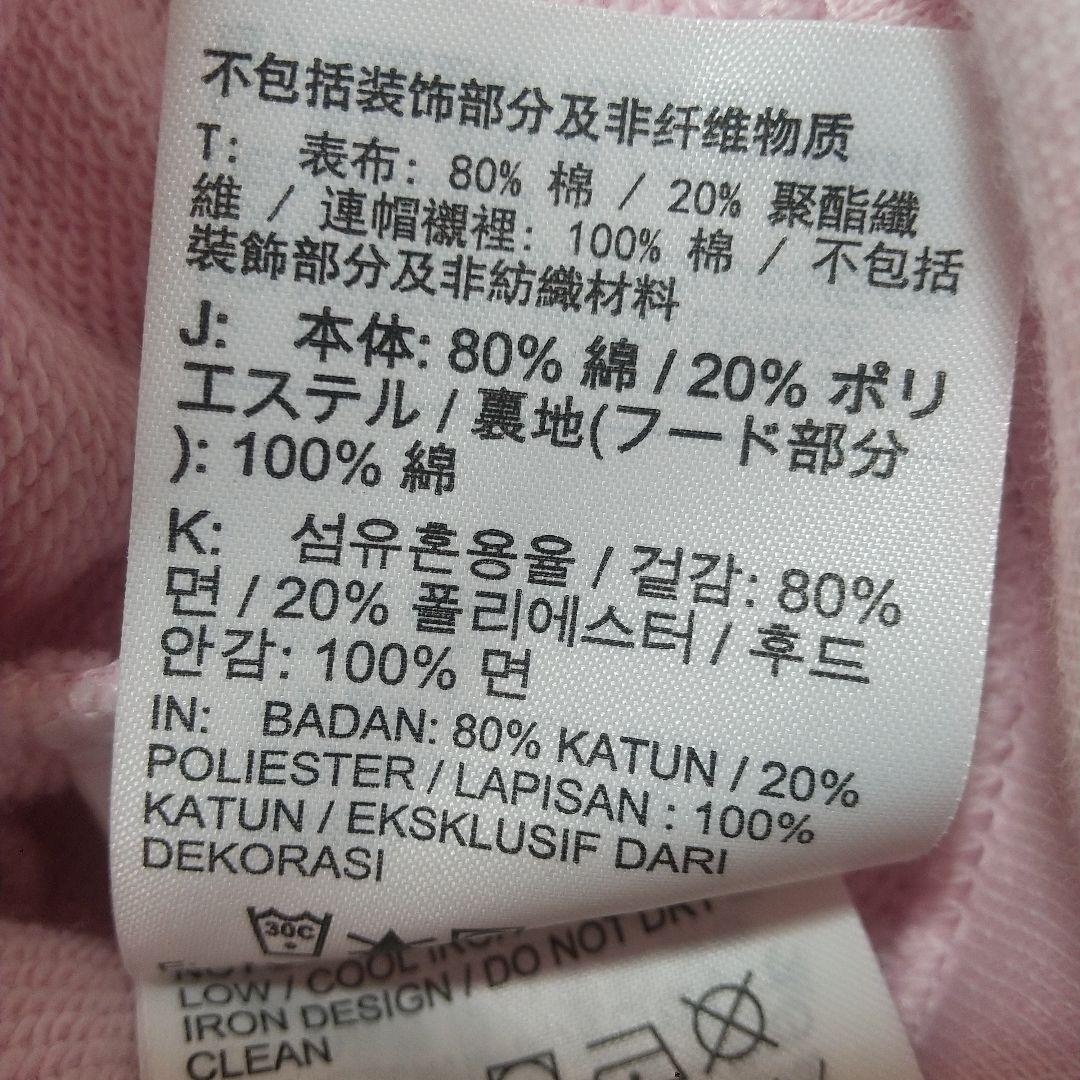 不包括装饰部分及非纤维物质
T: 表布: 80% 棉 / 20% 聚酯纖
維 / 連帽襯裡: 100% 棉 / 不包括
裝飾部分及非紡織材料
J: 本体: 80% 綿 / 20% ポリ
エステル / 裏地(フード部分
): 100% 綿
K: 섬유혼용율 / 겉감: 80%
면 / 20% 폴리에스터 / 후드
안감: 100% 면
IN: BADAN: 80% KATUN / 20%
POLIESTER / LAPISAN : 100%
KATUN / EKSKLUSIF DARI
DEKORASI
30C
LOW / COOL IRON
IRON DESIGN / DO NOT DRY
CLEAN